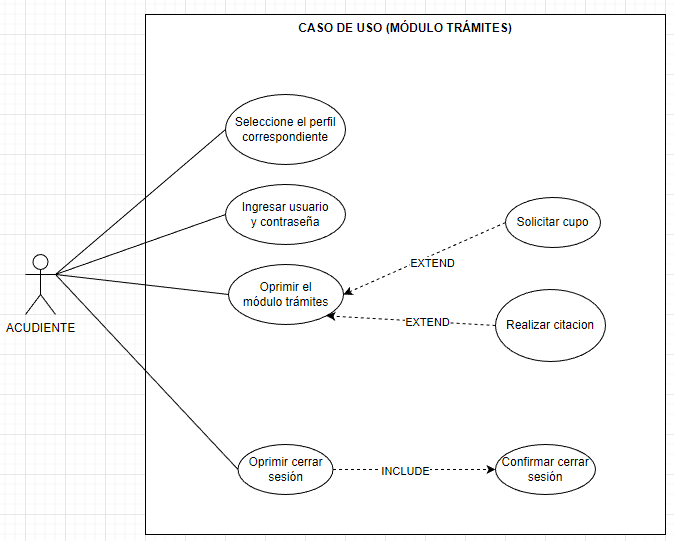 CASO DE USO (MÓDULO TRÁMITES)
Seleccione el perfil
correspondiente
Ingresar usuario
y contraseña
Solicitar cupo
EXTEND
Oprimir el
módulo trámites
ACUDIENTE
EXTEND
Realizar citacion
Oprimir cerrar
sesión
INCLUDE
Confirmar cerrar
sesión